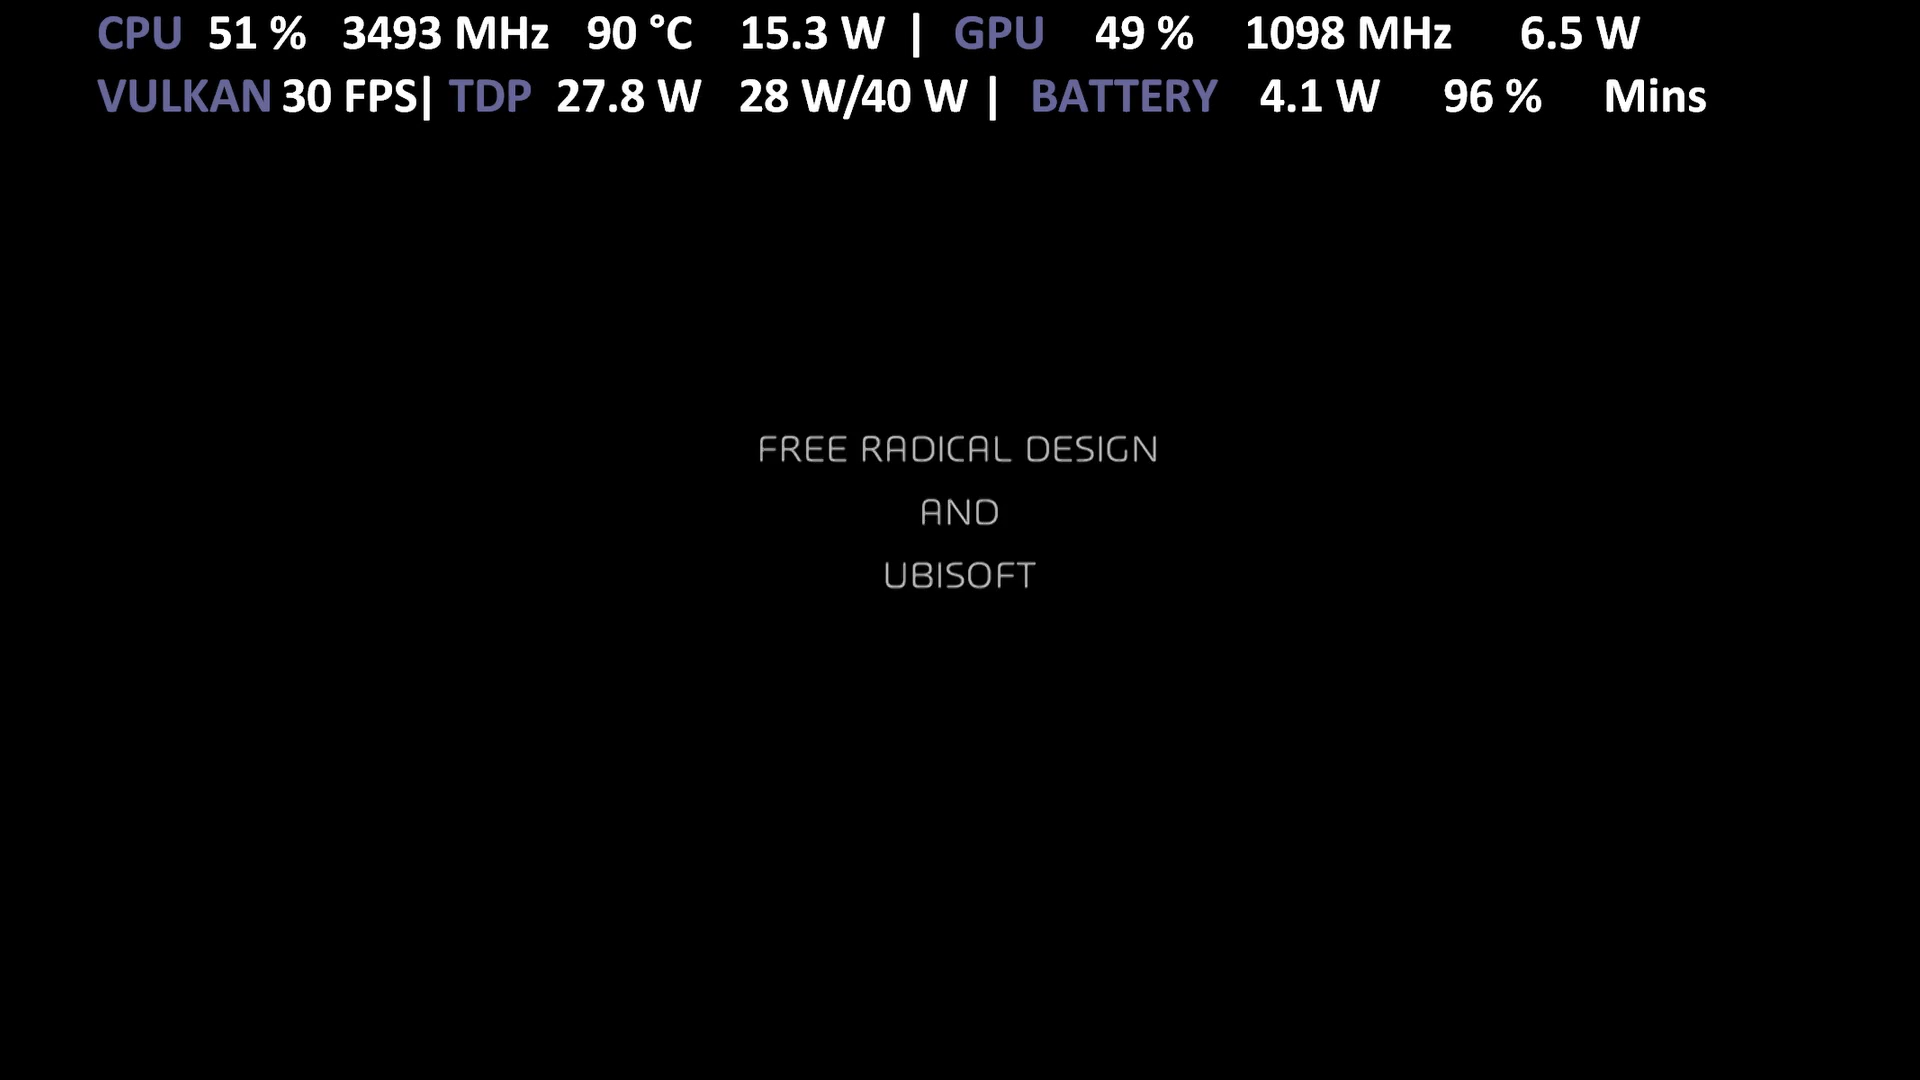 CPU 51 % 3493 MHz 90 °C 15.3 W | GPU 49 % 1098 MHz 6.5 W
VULKAN 30 FPS| TDP 27.8 W 28 W/40 W | BATTERY 4.1 W 96 % Mins
FREE RADICAL DESIGN
AND
UBISOFT